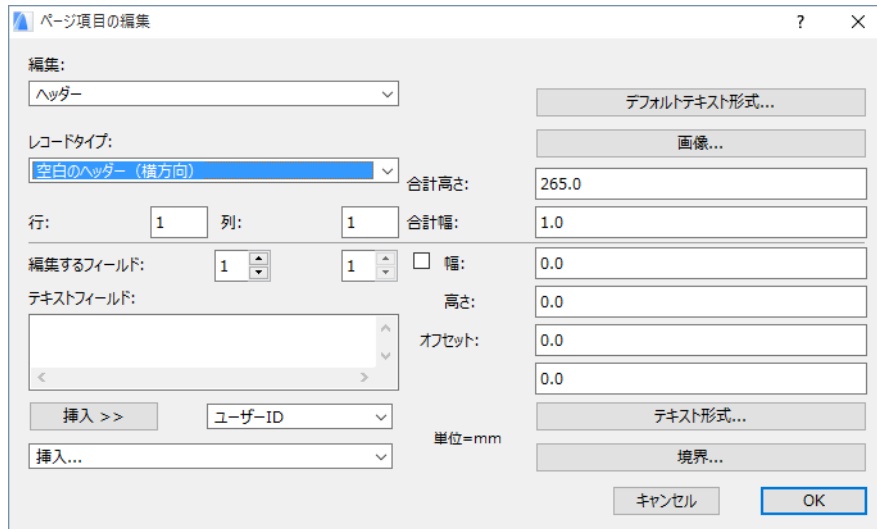 ページ項目の編集
編集:
ヘッダー
デフォルトテキスト形式...
レコードタイプ:
画像...
空白のヘッダー（横方向）
合計高さ: 265.0
行: 1 列: 1 合計幅: 1.0
編集するフィールド: 1 1 幅: 0.0
テキストフィールド:
高さ: 0.0
オフセット: 0.0
0.0
挿入 >> ユーザーID
テキスト形式...
単位=mm
挿入...
境界...
キャンセル OK